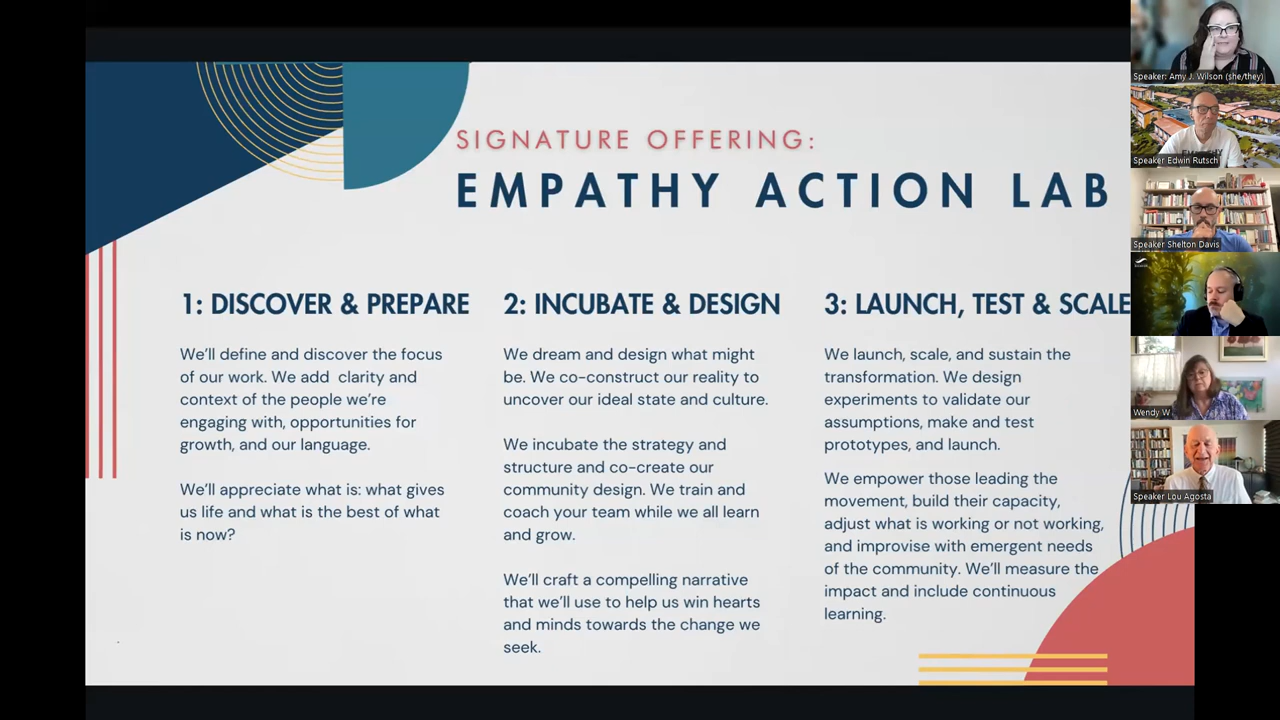 SIGNATURE OFFERING:
EMPATHY ACTION LAB
1: DISCOVER & PREPARE
We'll define and discover the focus
of our work. We add clarity and
context of the people we're
engaging with, opportunities for
growth, and our language.
We'll appreciate what is: what gives
us life and what is the best of what
is now?
2: INCUBATE & DESIGN
We dream and design what might
be. We co-construct our reality to
uncover our ideal state and culture.
We incubate the strategy and
structure and co-create our
community design. We train and
coach your team while we all learn
and grow.
We'll craft a compelling narrative
that we'll use to help us win hearts
and minds towards the change we
seek.
3: LAUNCH, TEST & SCALE
We launch, scale, and sustain the
transformation. We design
experiments to validate our
assumptions, make and test
prototypes, and launch.
We empower those leading the
movement, build their capacity,
adjust what is working or not working,
and improvise with emergent needs
of the community. We'll measure the
impact and include continuous
learning.
Speaker: Amy J. Wilson (she/they)
Speaker Edwin Rutsch
Speaker Shelton Davis
Wendy W
Speaker Lou Agosta